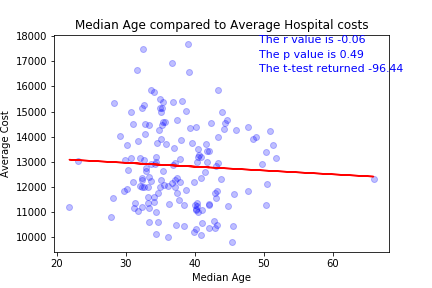 Median Age compared to Average Hospital costs
The r value is -0.06
The p value is 0.49
The t-test returned -96.44
18000
17000
16000
15000
14000
13000
12000
11000
10000
Average Cost
20 30 40 50 60
Median Age